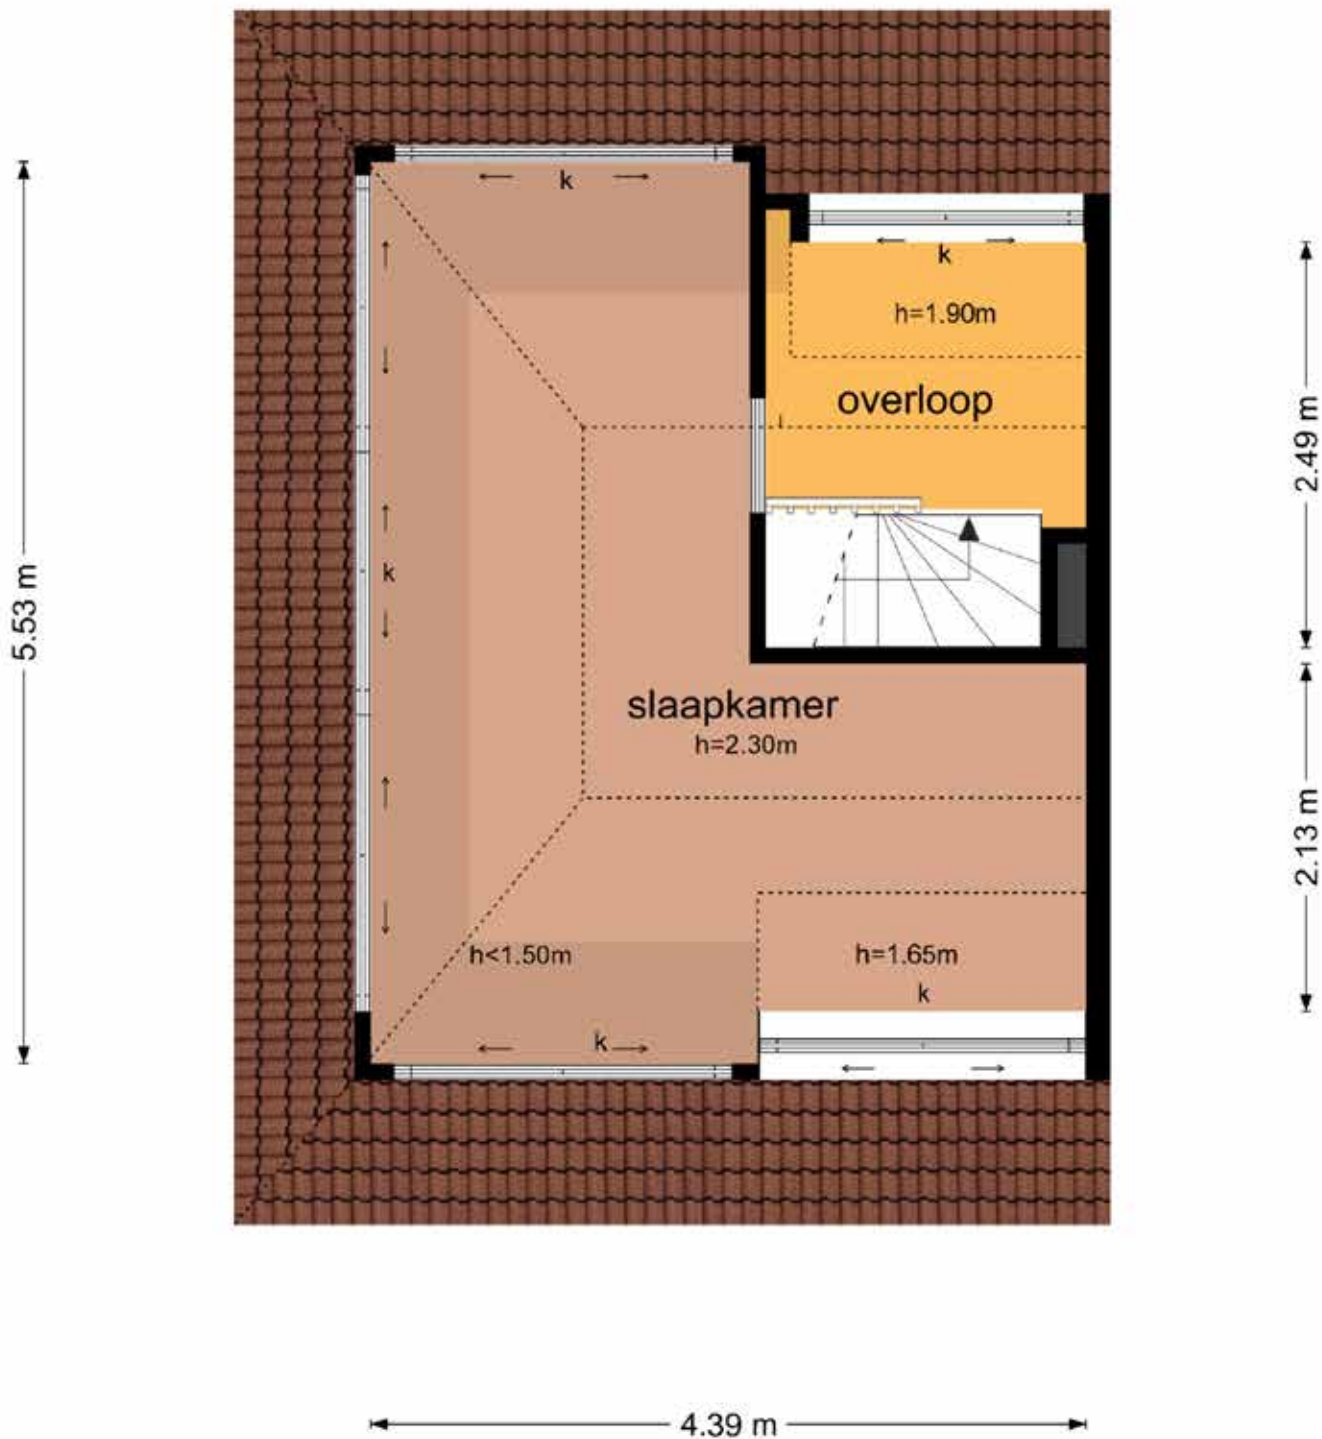 k
k
h=1.90m
overloop
2.49 m
5.53 m
k
slaapkamer
h=2.30m
2.13 m
h<1.50m
h=1.65m
k
k
4.39 m